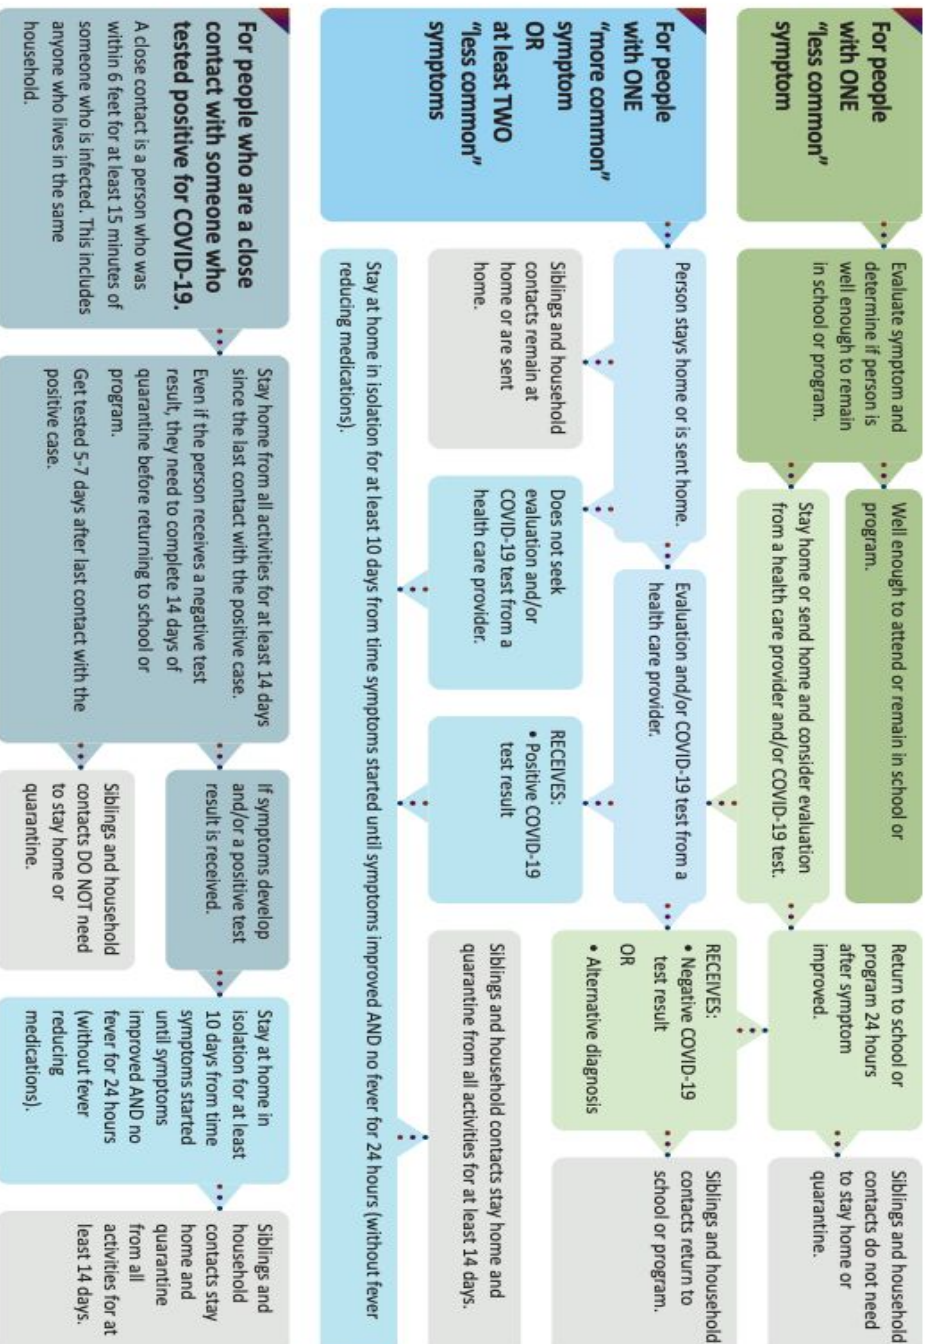 For people
with ONE
“less common”
symptom
Evaluate symptom and
determine if person is
well enough to remain
in school or program.
Well enough to attend or remain in school or
program.
Stay home or send home and consider evaluation
from a health care provider and/or COVID-19 test.
Return to school or
program 24 hours
after symptom
improved.
Siblings and household
contacts do not need
to stay home or
quarantine.
For people
with ONE
“more common”
symptom
OR
at least TWO
“less common”
symptoms
Person stays home or is sent home.
Evaluation and/or COVID-19 test from a
health care provider.
RECEIVES:
• Negative COVID-19
test result
OR
• Alternative diagnosis
Siblings and household
contacts return to
school or program.
Siblings and household
contacts remain at
home or are sent
home.
Does not seek
evaluation and/or
COVID-19 test from a
health care provider.
RECEIVES:
• Positive COVID-19
test result
Siblings and household contacts stay home and
quarantine from all activities for at least 14 days.
Stay at home in isolation for at least 10 days from time symptoms started until symptoms improved AND no fever for 24 hours (without fever
reducing medications).
For people who are a close
contact with someone who
tested positive for COVID-19.
A close contact is a person who was
within 6 feet for at least 15 minutes of
someone who is infected. This includes
anyone who lives in the same
household.
Stay home from all activities for at least 14 days
since the last contact with the positive case.
Even if the person receives a negative test
result, they need to complete 14 days of
quarantine before returning to school or
program.
Get tested 5-7 days after last contact with the
positive case.
If symptoms develop
and/or a positive test
result is received.
Siblings and household
contacts DO NOT need
to stay home or
quarantine.
Stay at home in
isolation for at least
10 days from time
symptoms started
until symptoms
improved AND no
fever for 24 hours
(without fever
reducing
medications).
Siblings and
household
contacts stay
home and
quarantine
from all
activities for at
least 14 days.